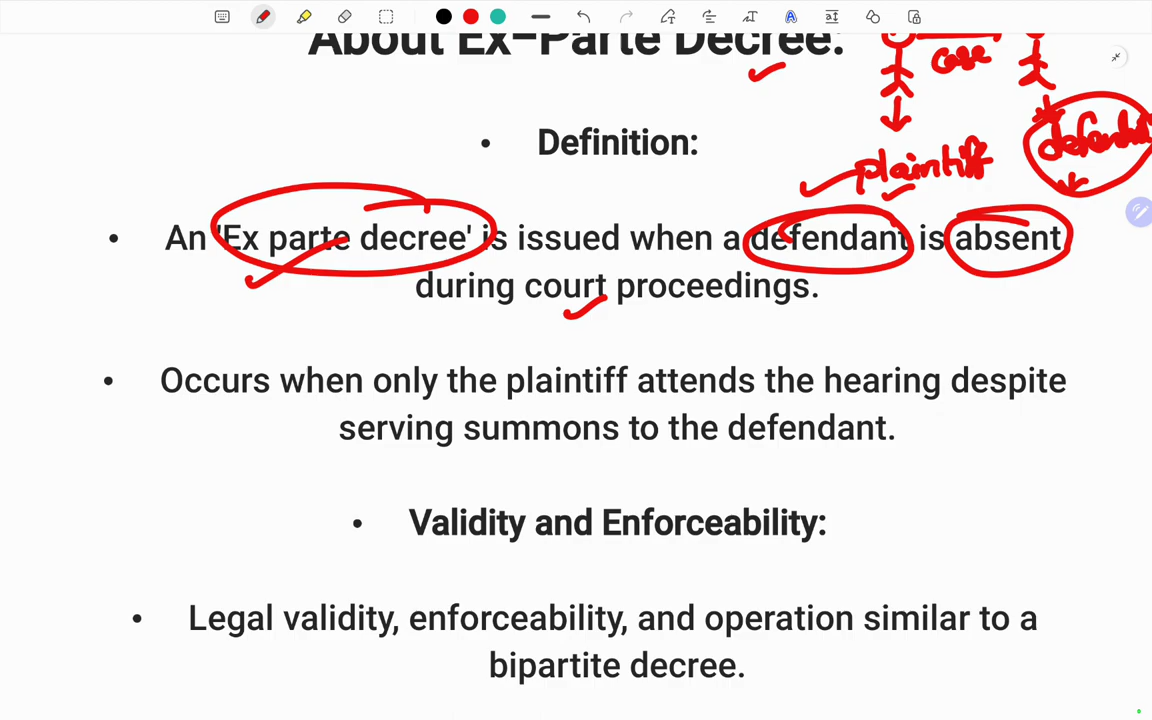 About Ex-Parte Decree:
case
defendant
plaintiff
• Definition:
• An 'Ex parte decree' is issued when a defendant is absent
during court proceedings.
• Occurs when only the plaintiff attends the hearing despite
serving summons to the defendant.
• Validity and Enforceability:
• Legal validity, enforceability, and operation similar to a
bipartite decree.